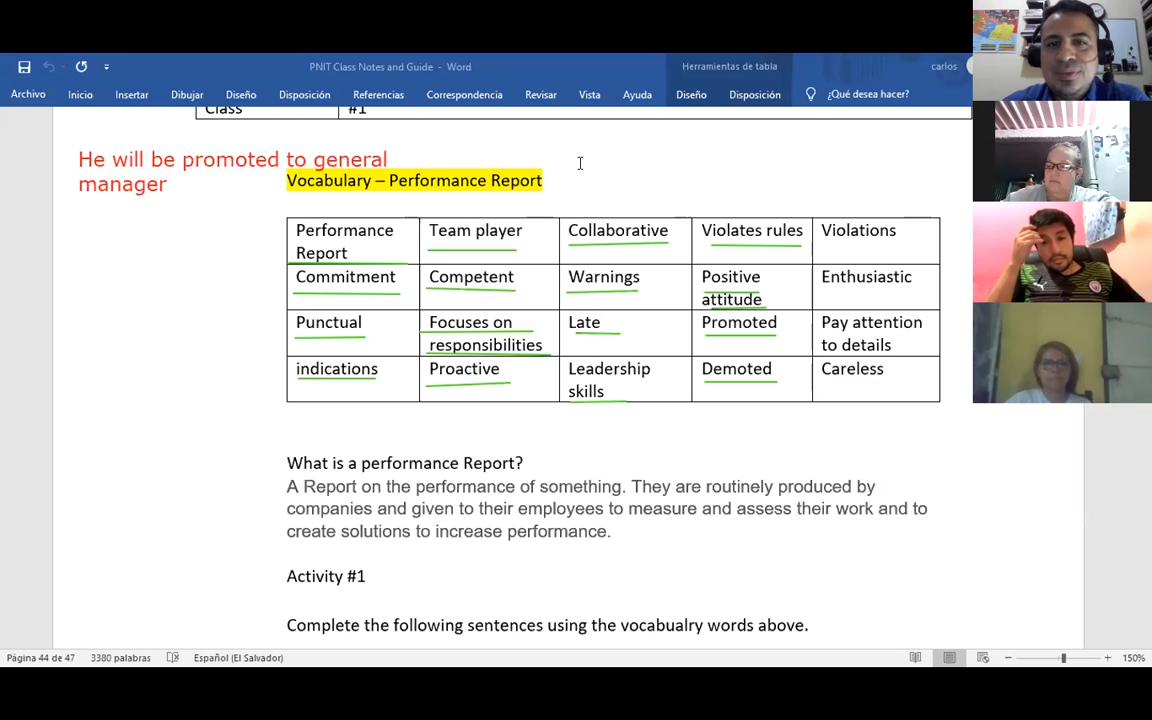 PNIT Class Notes and Guide - Word
Herramientas de tabla
carlos
Archivo Inicio Insertar Dibujar Diseño Disposición Referencias Correspondencia Revisar Vista Ayuda Diseño Disposición ¿Qué desea hacer?
Class #1
He will be promoted to general
manager
Vocabulary – Performance Report
Performance Report Team player Collaborative Violates rules Violations
Commitment Competent Warnings Positive attitude Enthusiastic
Punctual Focuses on responsibilities Late Promoted Pay attention to details
indications Proactive Leadership skills Demoted Careless
What is a performance Report?
A Report on the performance of something. They are routinely produced by
companies and given to their employees to measure and assess their work and to
create solutions to increase performance.
Activity #1
Complete the following sentences using the vocabualry words above.
Página 44 de 47 3380 palabras Español (El Salvador) 150%